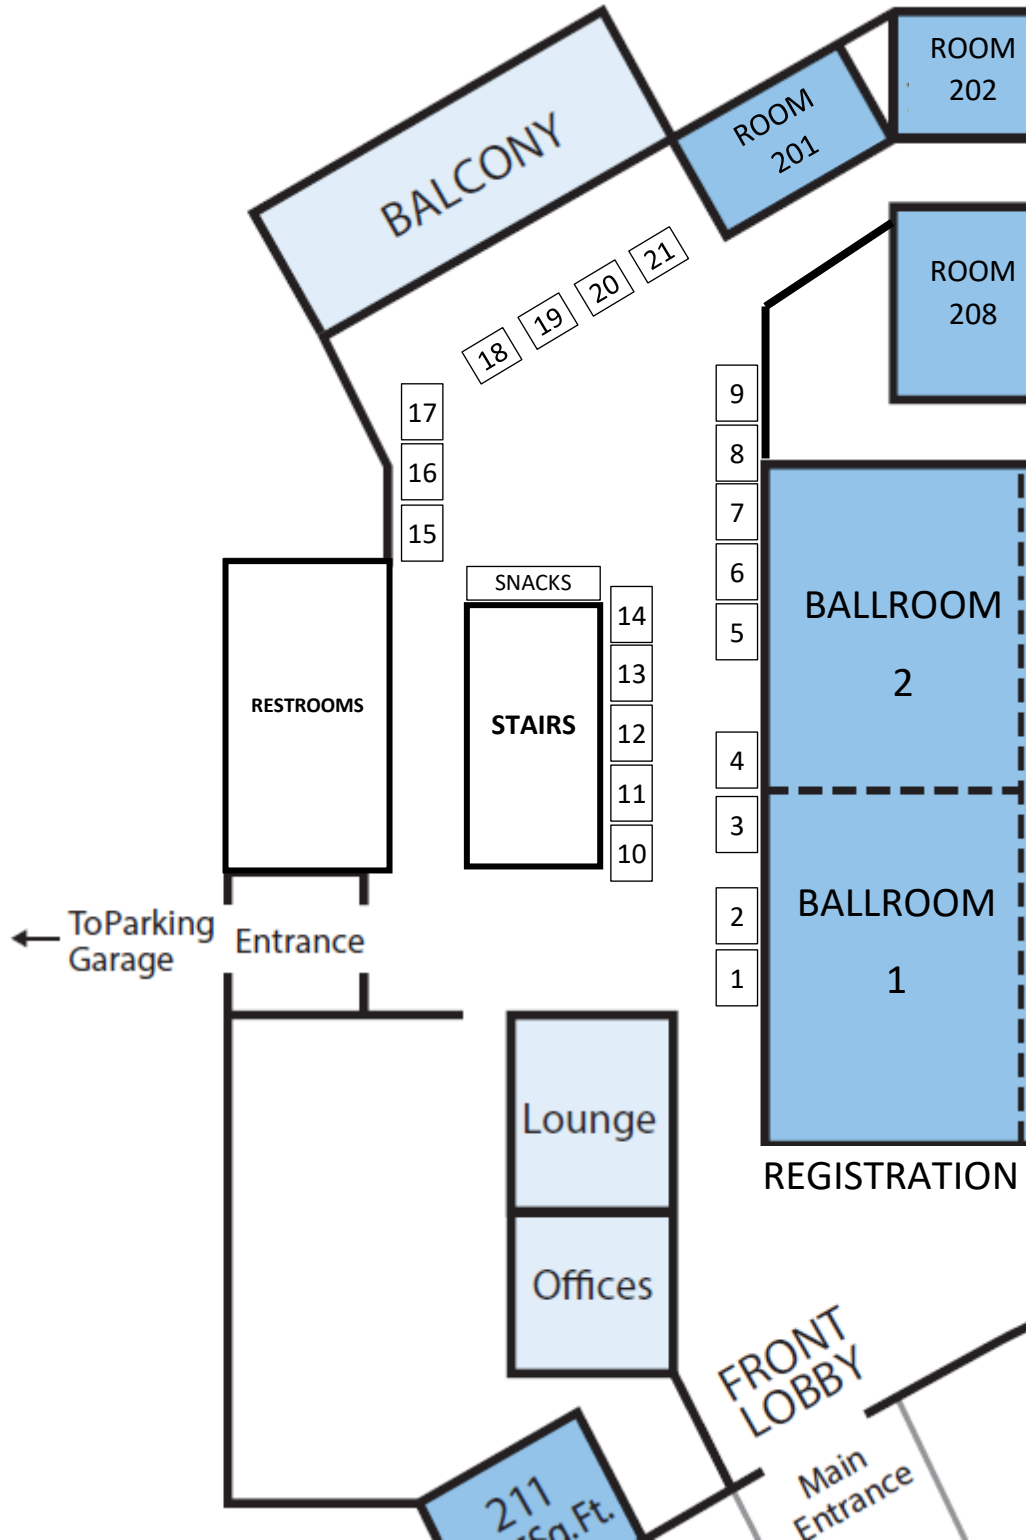 ROOM
202
ROOM
201
BALCONY
ROOM
208
21
20
19
18
17
16
15
9
8
7
6
5
SNACKS
14
13
12
11
10
STAIRS
RESTROOMS
BALLROOM
2
4
3
2
1
BALLROOM
1
ToParking
Garage
Entrance
Lounge
REGISTRATION
Offices
FRONT
LOBBY
Main
Entrance
211
Sq.Ft.